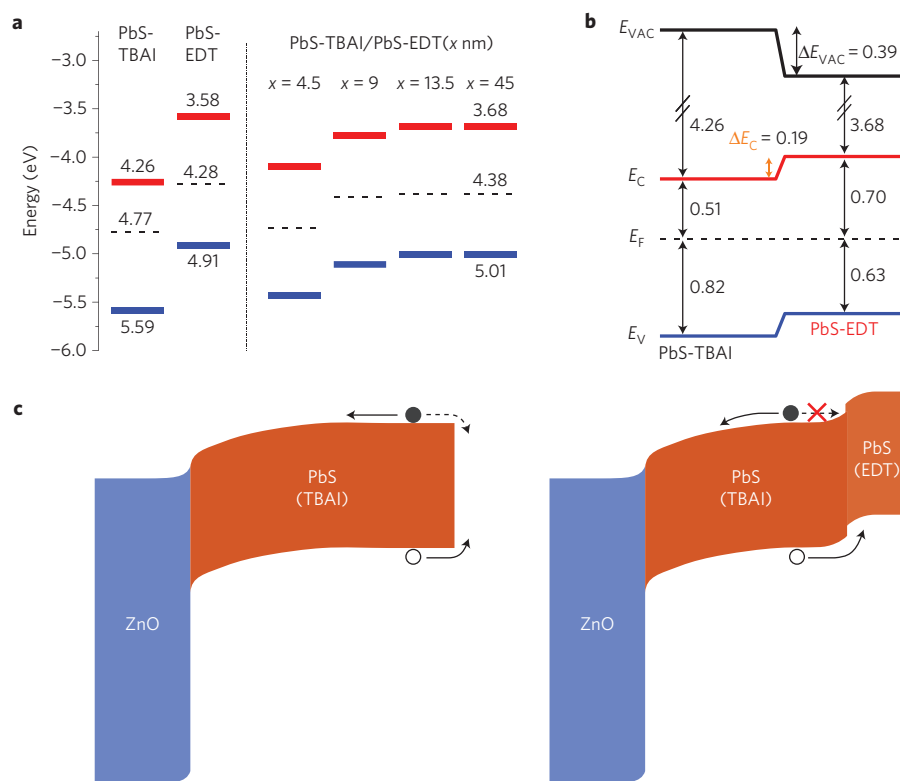 a
PbS-
TBAI
PbS-
EDT
PbS-TBAI/PbS-EDT(x nm)
x = 4.5
x = 9
x = 13.5
x = 45
Energy (eV)
−3.0
−3.5
−4.0
−4.5
−5.0
−5.5
−6.0
4.26
4.77
5.59
3.58
4.28
4.91
3.68
4.38
5.01
b
EVAC
ΔEVAC = 0.39
4.26
3.68
ΔEC = 0.19
EC
0.51
0.70
EF
0.82
0.63
EV
PbS-TBAI
PbS-EDT
c
PbS
(TBAI)
ZnO
PbS
(TBAI)
PbS
(EDT)
ZnO